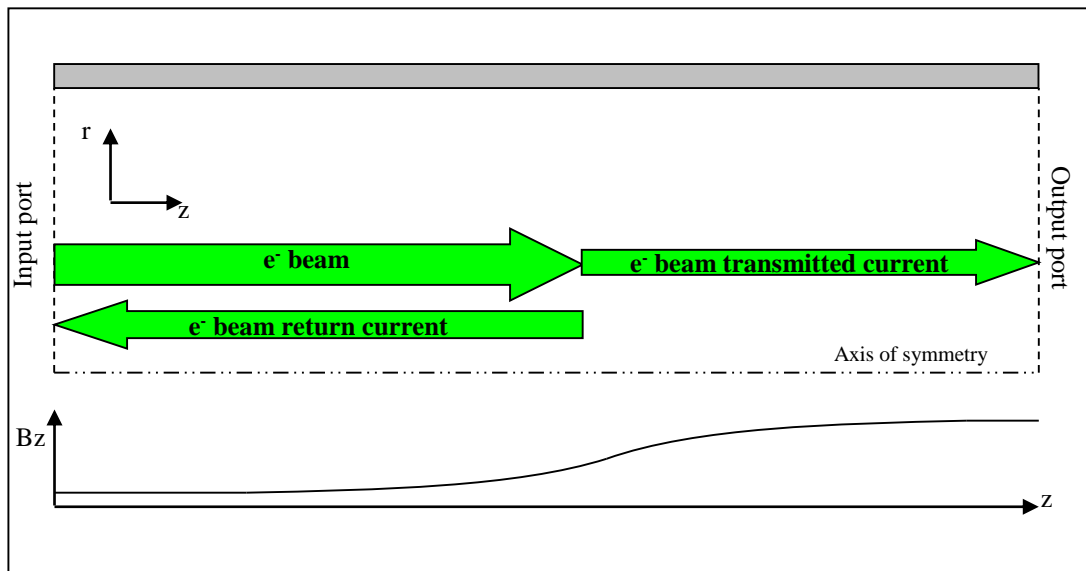 r
z
Input port
Output port
e- beam
e- beam transmitted current
e- beam return current
Axis of symmetry
Bz
z